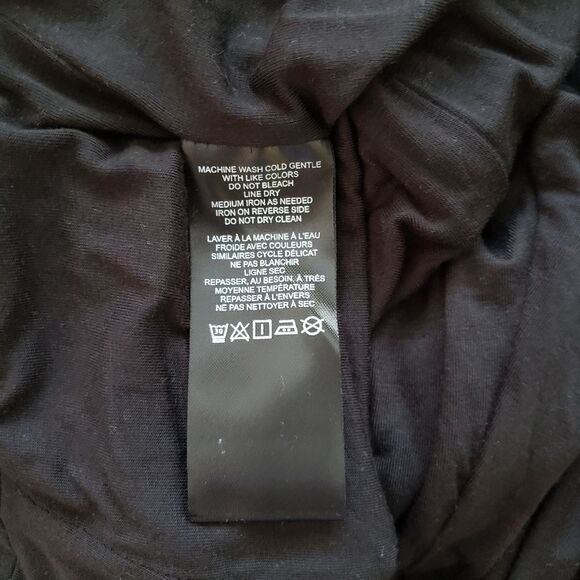 MACHINE WASH COLD GENTLE
WITH LIKE COLORS
DO NOT BLEACH
LINE DRY
MEDIUM IRON AS NEEDED
IRON ON REVERSE SIDE
DO NOT DRY CLEAN
LAVER À LA MACHINE À L'EAU
FROIDE AVEC COULEURS
SIMILAIRES CYCLE DÉLICAT
NE PAS BLANCHIR
LIGNE SEC
REPASSER, AU BESOIN, À TRÈS
MOYENNE TEMPÉRATURE
REPASSER À L'ENVERS
NE PAS NETTOYER À SEC
30